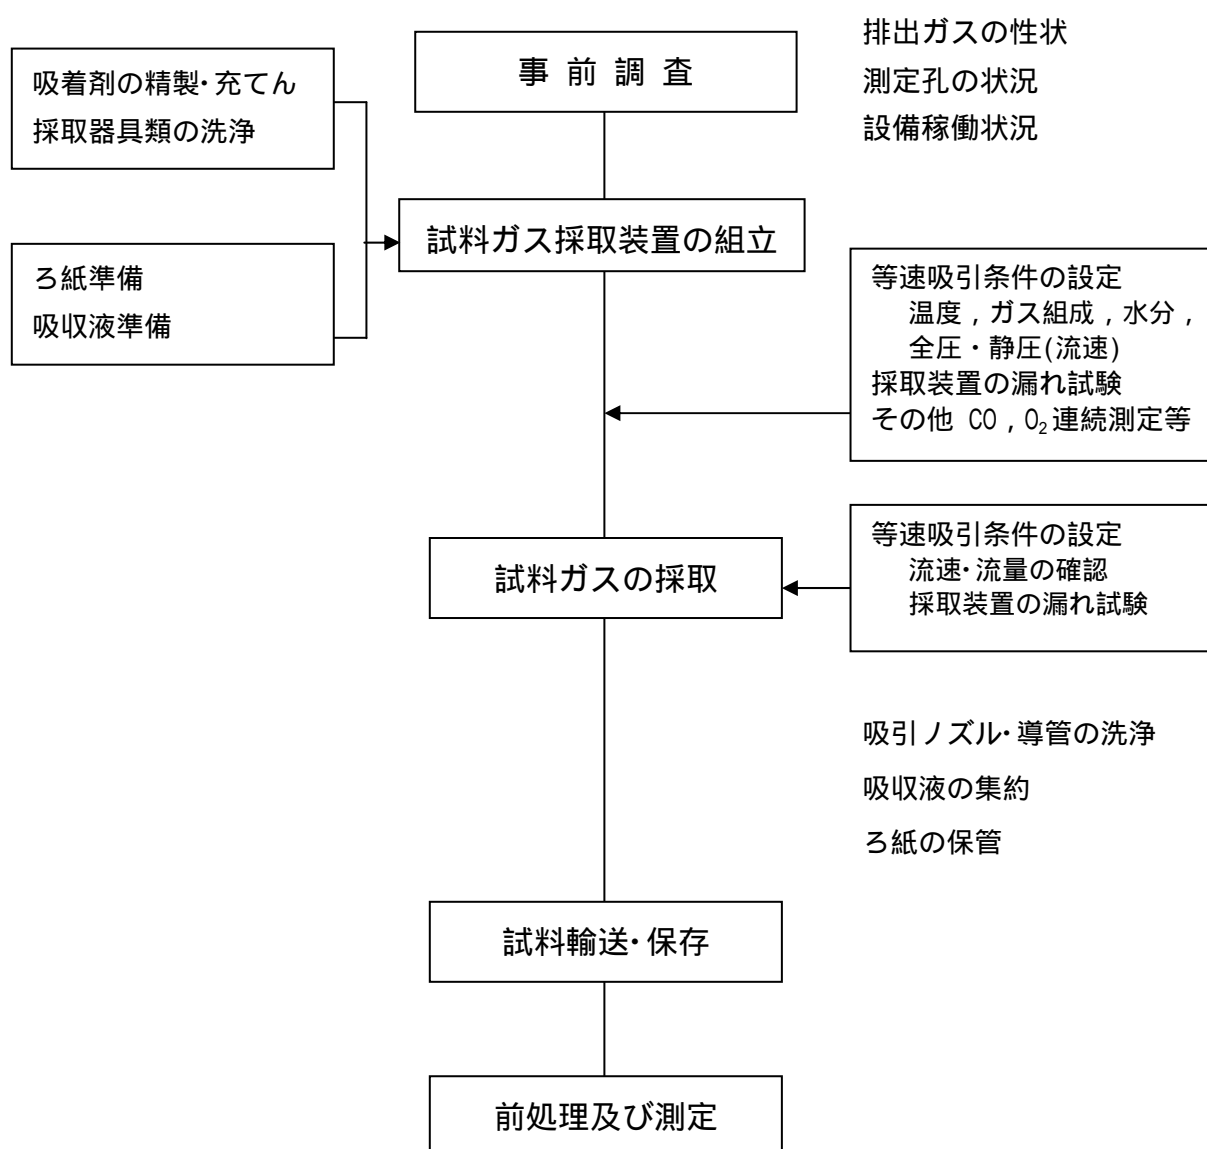 事 前 調 査
排出ガスの性状
測定孔の状況
設備稼働状況
吸着剤の精製・充てん
採取器具類の洗浄
試料ガス採取装置の組立
ろ紙準備
吸収液準備
等速吸引条件の設定
温度，ガス組成，水分，
全圧・静圧(流速)
採取装置の漏れ試験
その他 CO，O₂連続測定等
試料ガスの採取
等速吸引条件の設定
流速・流量の確認
採取装置の漏れ試験
吸引ノズル・導管の洗浄
吸収液の集約
ろ紙の保管
試料輸送・保存
前処理及び測定